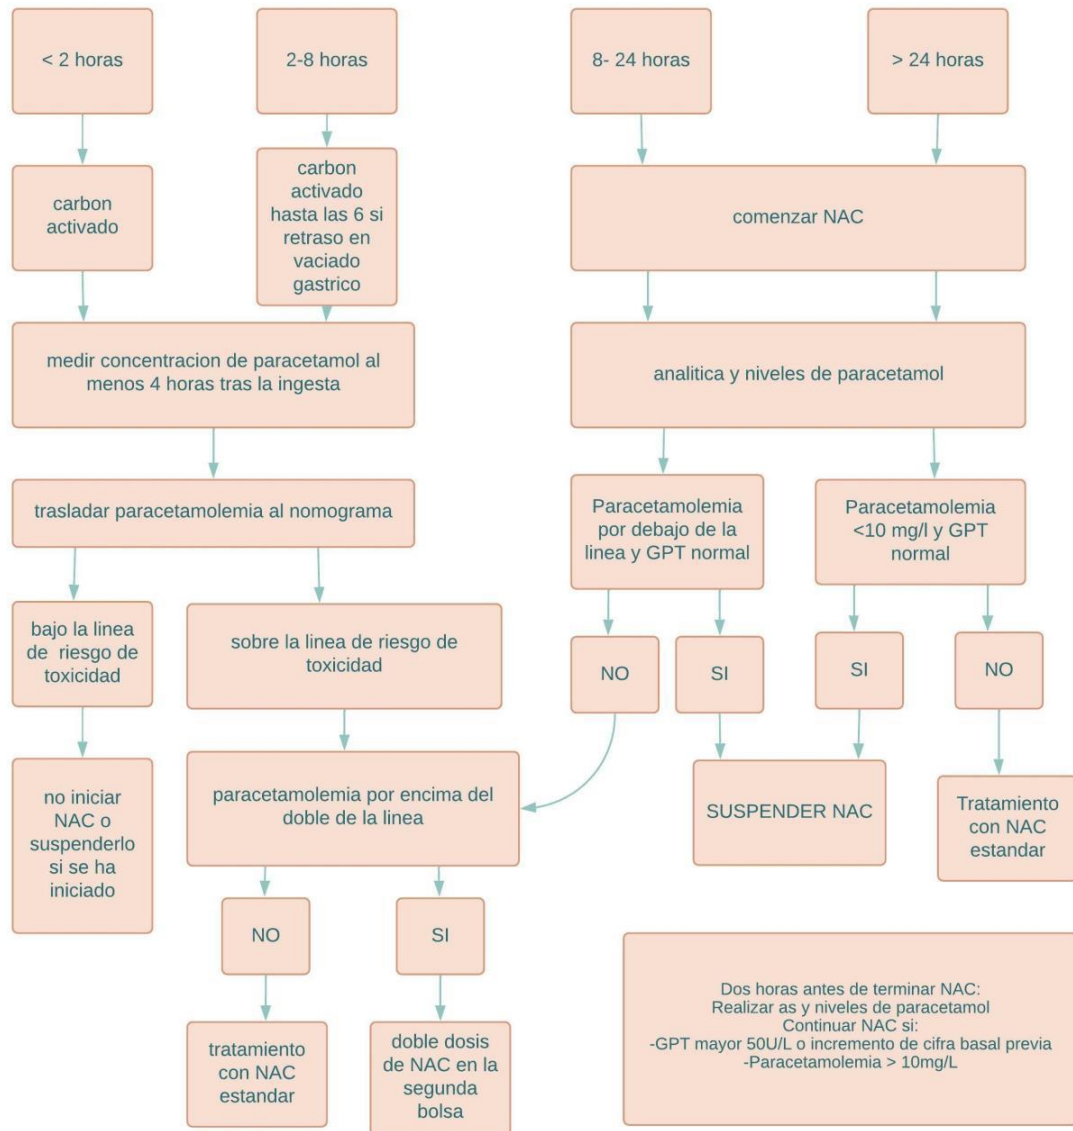 < 2 horas
2-8 horas
8- 24 horas
> 24 horas
carbon
activado
carbon
activado
hasta las 6 si
retraso en
vaciado
gastrico
comenzar NAC
medir concentracion de paracetamol al
menos 4 horas tras la ingesta
analitica y niveles de paracetamol
trasladar paracetamolemia al nomograma
Paracetamolemia
por debajo de la
linea y GPT normal
Paracetamolemia
<10 mg/l y GPT
normal
bajo la linea
de riesgo de
toxicidad
sobre la linea de riesgo de
toxicidad
NO
SI
SI
NO
no iniciar
NAC o
suspenderlo
si se ha
iniciado
paracetamolemia por encima del
doble de la linea
SUSPENDER NAC
Tratamiento
con NAC
estandar
NO
SI
tratamiento
con NAC
estandar
doble dosis
de NAC en la
segunda
bolsa
Dos horas antes de terminar NAC:
Realizar as y niveles de paracetamol
Continuar NAC si:
-GPT mayor 50U/L o incremento de cifra basal previa
-Paracetamolemia > 10mg/L